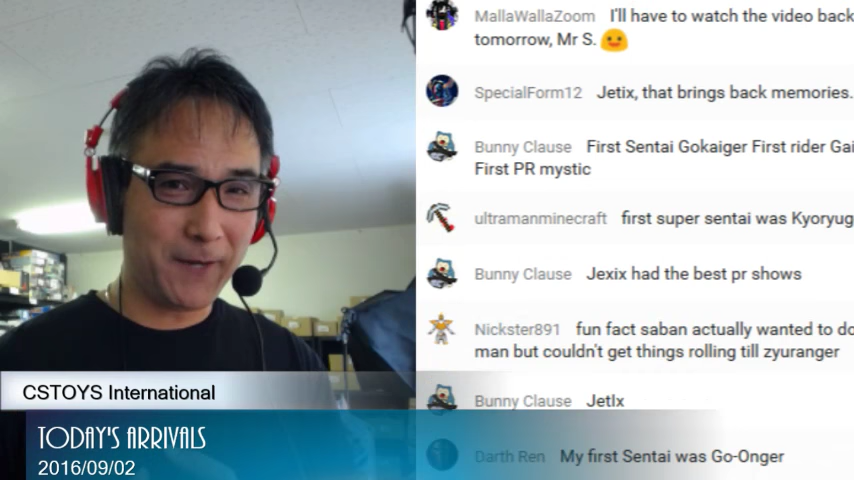 MallaWallaZoom I'll have to watch the video back
tomorrow, Mr S.
SpecialForm12 Jetix, that brings back memories.
Bunny Clause First Sentai Gokaiger First rider Gai
First PR mystic
ultramanminecraft first super sentai was Kyoryug
Bunny Clause Jexix had the best pr shows
Nickster891 fun fact saban actually wanted to do
man but couldn't get things rolling till zyuranger
Bunny Clause JetIx
Darth Ren My first Sentai was Go-Onger
CSTOYS International
TODAY'S ARRIVALS
2016/09/02